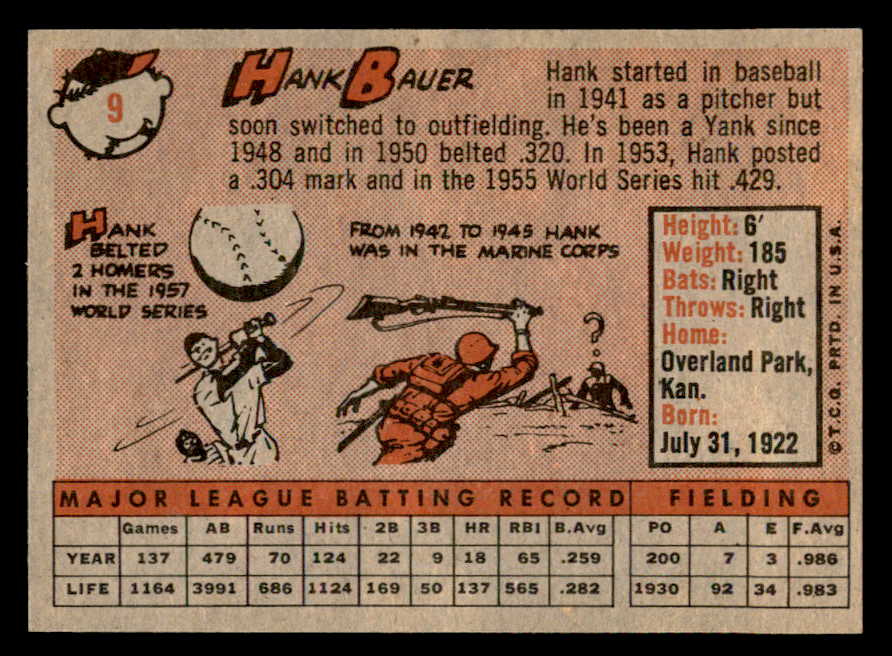 9
HANK BAUER
Hank started in baseball
in 1941 as a pitcher but
soon switched to outfielding. He's been a Yank since
1948 and in 1950 belted .320. In 1953, Hank posted
a .304 mark and in the 1955 World Series hit .429.
HANK
BELTED
2 HOMERS
IN THE 1957
WORLD SERIES
FROM 1942 TO 1945 HANK
WAS IN THE MARINE CORPS
?
Height: 6'
Weight: 185
Bats: Right
Throws: Right
Home:
Overland Park,
Kan.
Born:
July 31, 1922
© T.C.G. PRTD. IN U.S.A.
MAJOR LEAGUE BATTING RECORD FIELDING
Games AB Runs Hits 2B 3B HR RBI B.Avg PO A E F.Avg
YEAR 137 479 70 124 22 9 18 65 .259 200 7 3 .986
LIFE 1164 3991 686 1124 169 50 137 565 .282 1930 92 34 .983